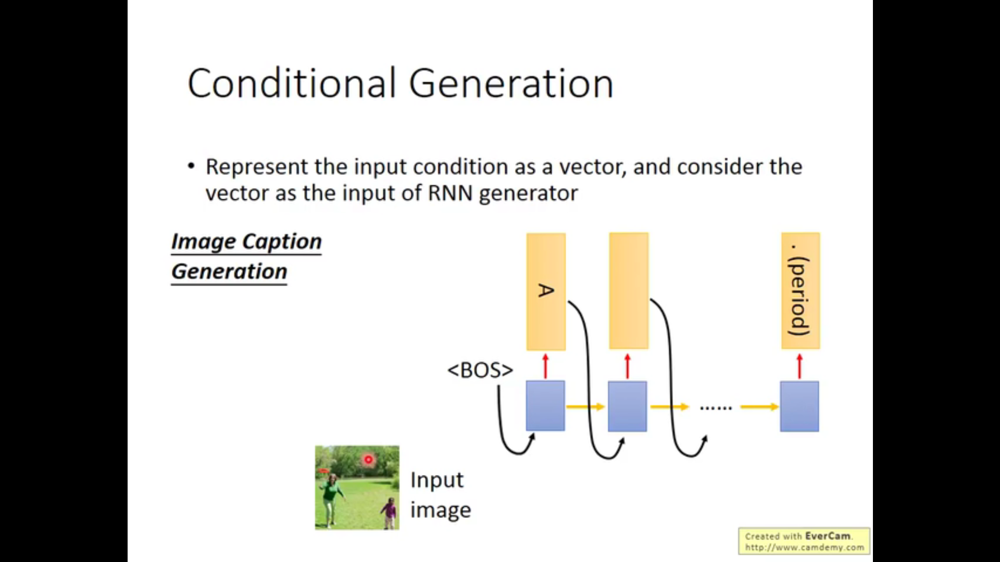 Conditional Generation
• Represent the input condition as a vector, and consider the
vector as the input of RNN generator
Image Caption
Generation
A
. (period)
<BOS>
......
Input
image
Created with EverCam.
http://www.camdemy.com